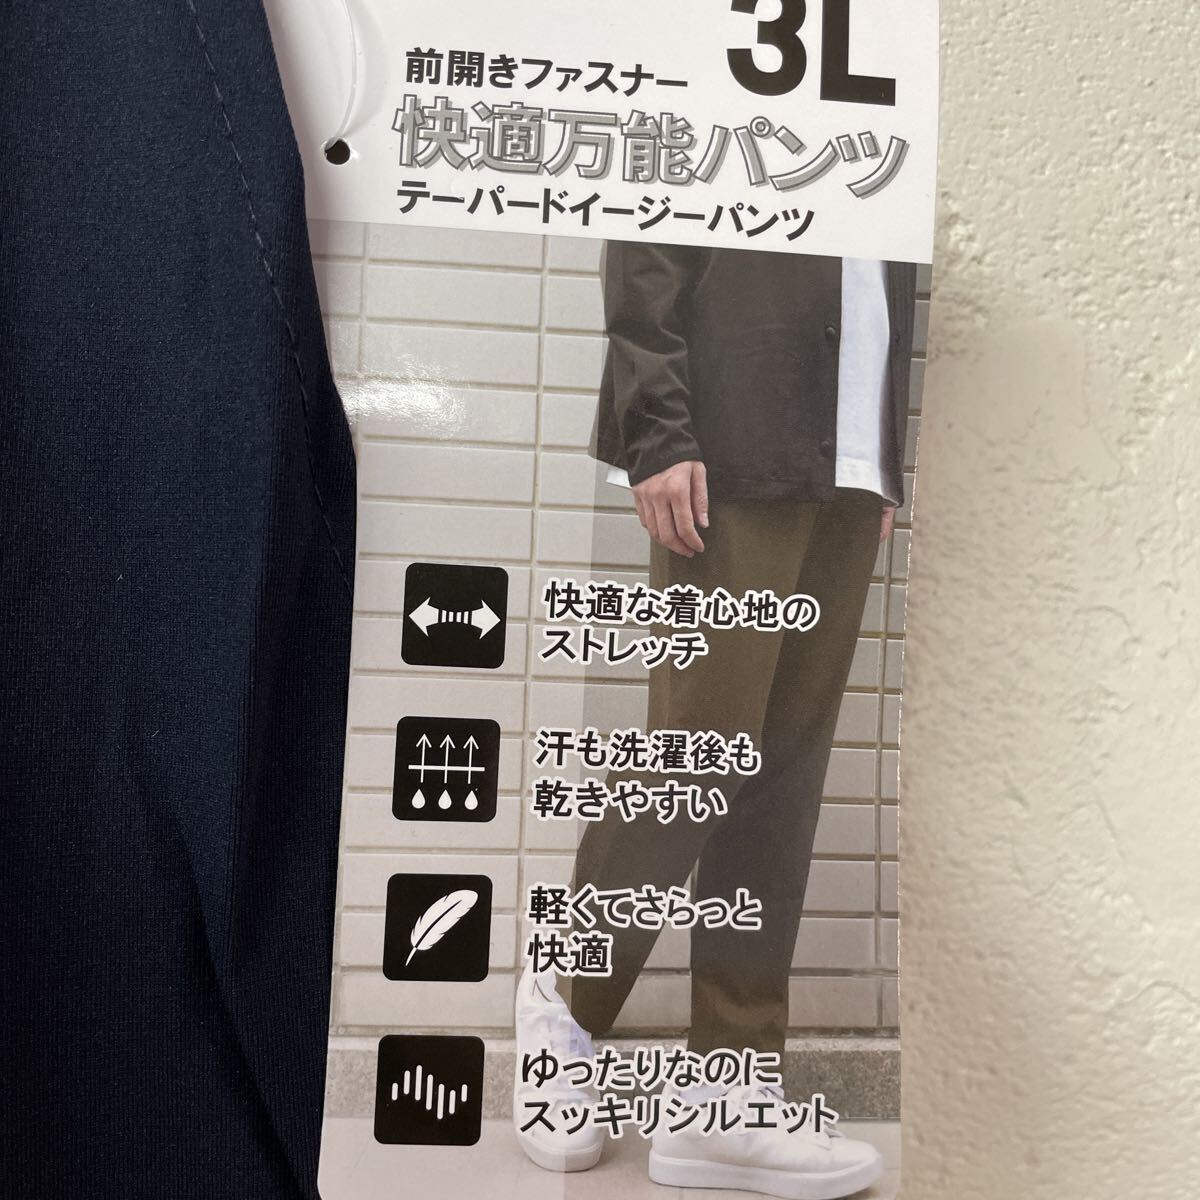 3L
前開きファスナー
快適万能パンツ
テーパードイージーパンツ
快適な着心地の
ストレッチ
汗も洗濯後も
乾きやすい
軽くてさらっと
快適
ゆったりなのに
スッキリシルエット